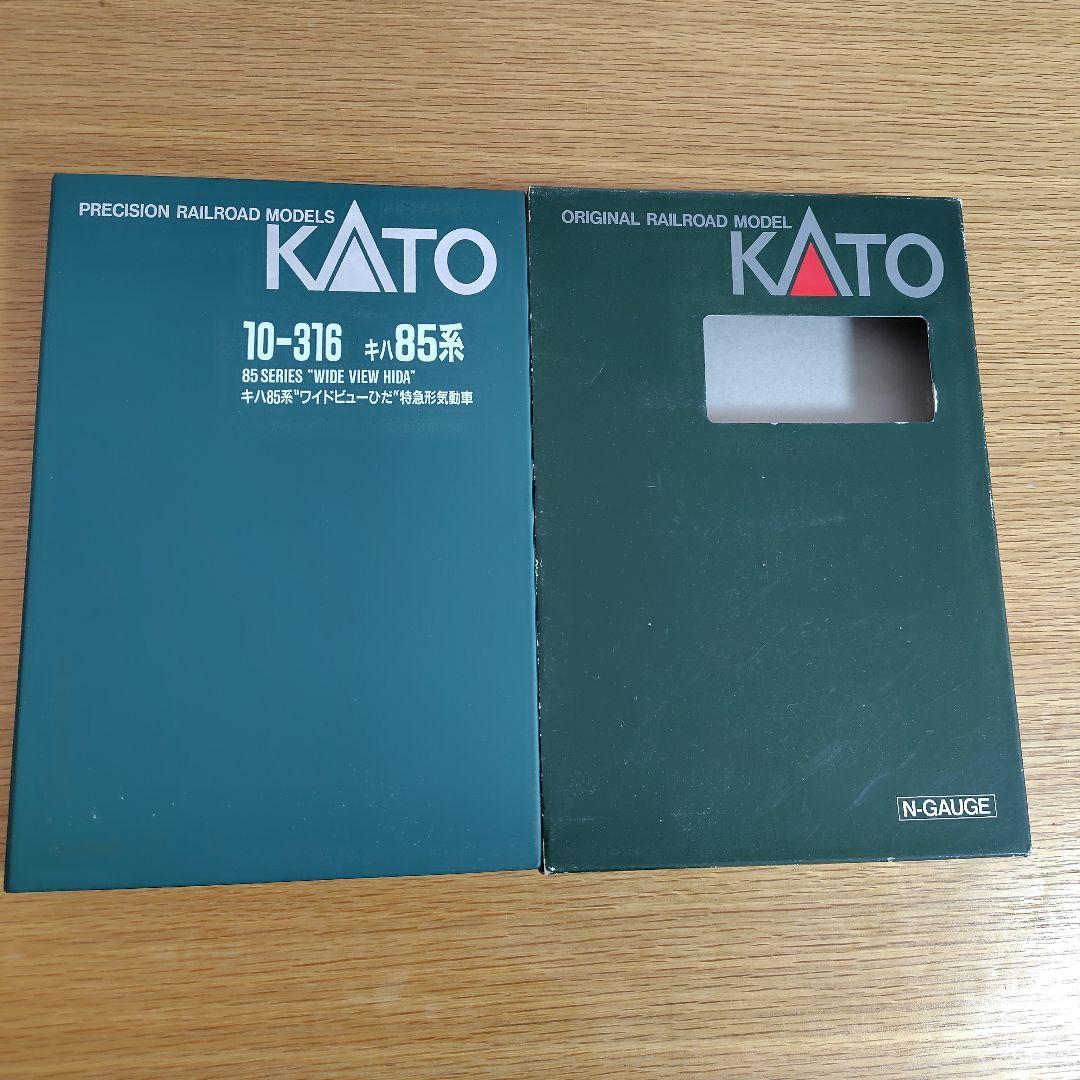 PRECISION RAILROAD MODELS
KATO
10-316 キハ85系
85 SERIES "WIDE VIEW HIDA"
キハ85系"ワイドビューひだ"特急形気動車
ORIGINAL RAILROAD MODEL
KATO
N-GAUGE